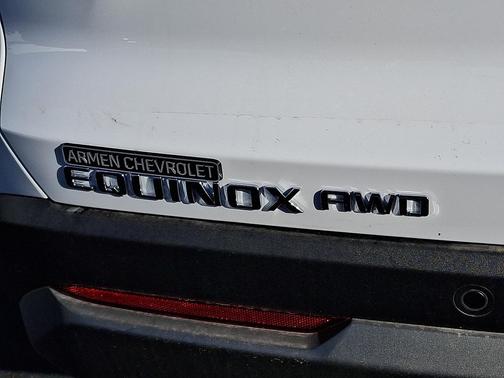 ARMEN CHEVROLET
EQUINOX AWD